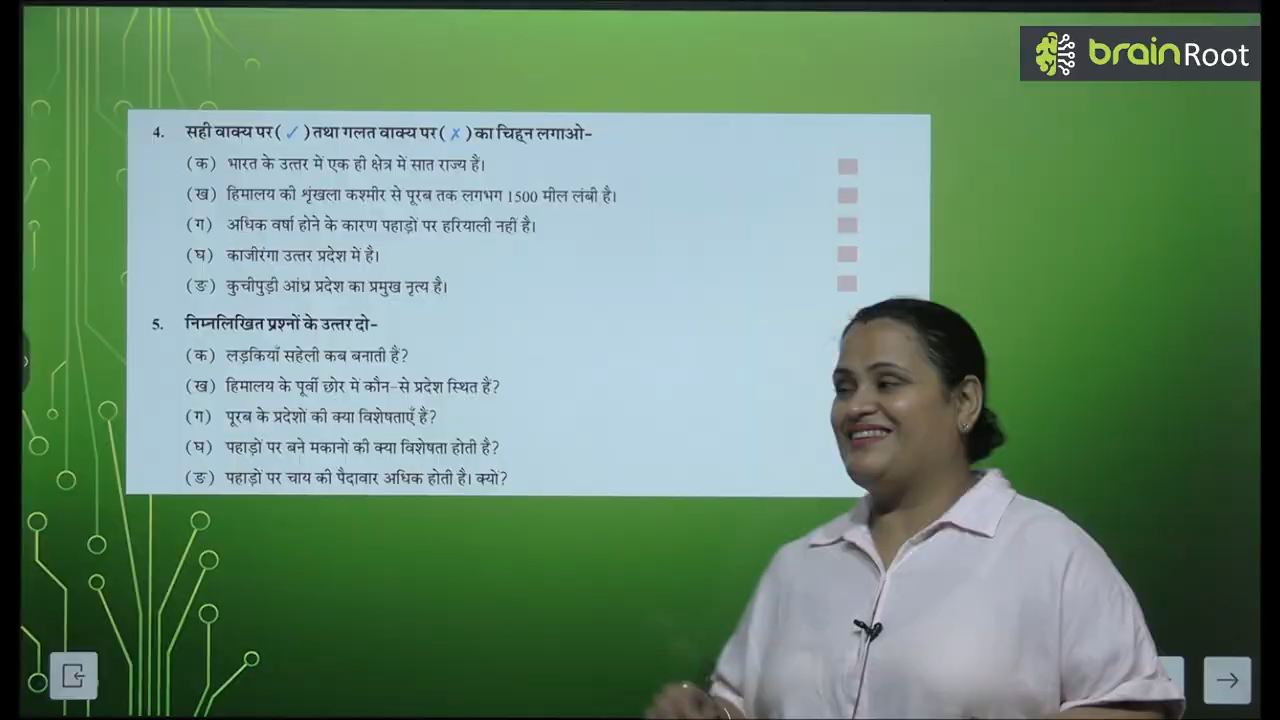 brainRoot
4. सही वाक्य पर ( ✓ ) तथा गलत वाक्य पर ( ✗ ) का चिह्न लगाओ-
(क) भारत के उत्तर में एक ही क्षेत्र में सात राज्य हैं।
(ख) हिमालय की शृंखला कश्मीर से पूरब तक लगभग 1500 मील लंबी है।
(ग) अधिक वर्षा होने के कारण पहाड़ों पर हरियाली नहीं है।
(घ) काजीरंगा उत्तर प्रदेश में है।
(ङ) कुचीपुड़ी आंध्र प्रदेश का प्रमुख नृत्य है।
5. निम्नलिखित प्रश्नों के उत्तर दो-
(क) लड़कियाँ सहेली कब बनाती हैं?
(ख) हिमालय के पूर्वी छोर में कौन-से प्रदेश स्थित हैं?
(ग) पूरब के प्रदेशों की क्या विशेषताएँ हैं?
(घ) पहाड़ों पर बने मकानों की क्या विशेषता होती है?
(ङ) पहाड़ों पर चाय की पैदावार अधिक होती है। क्यों?